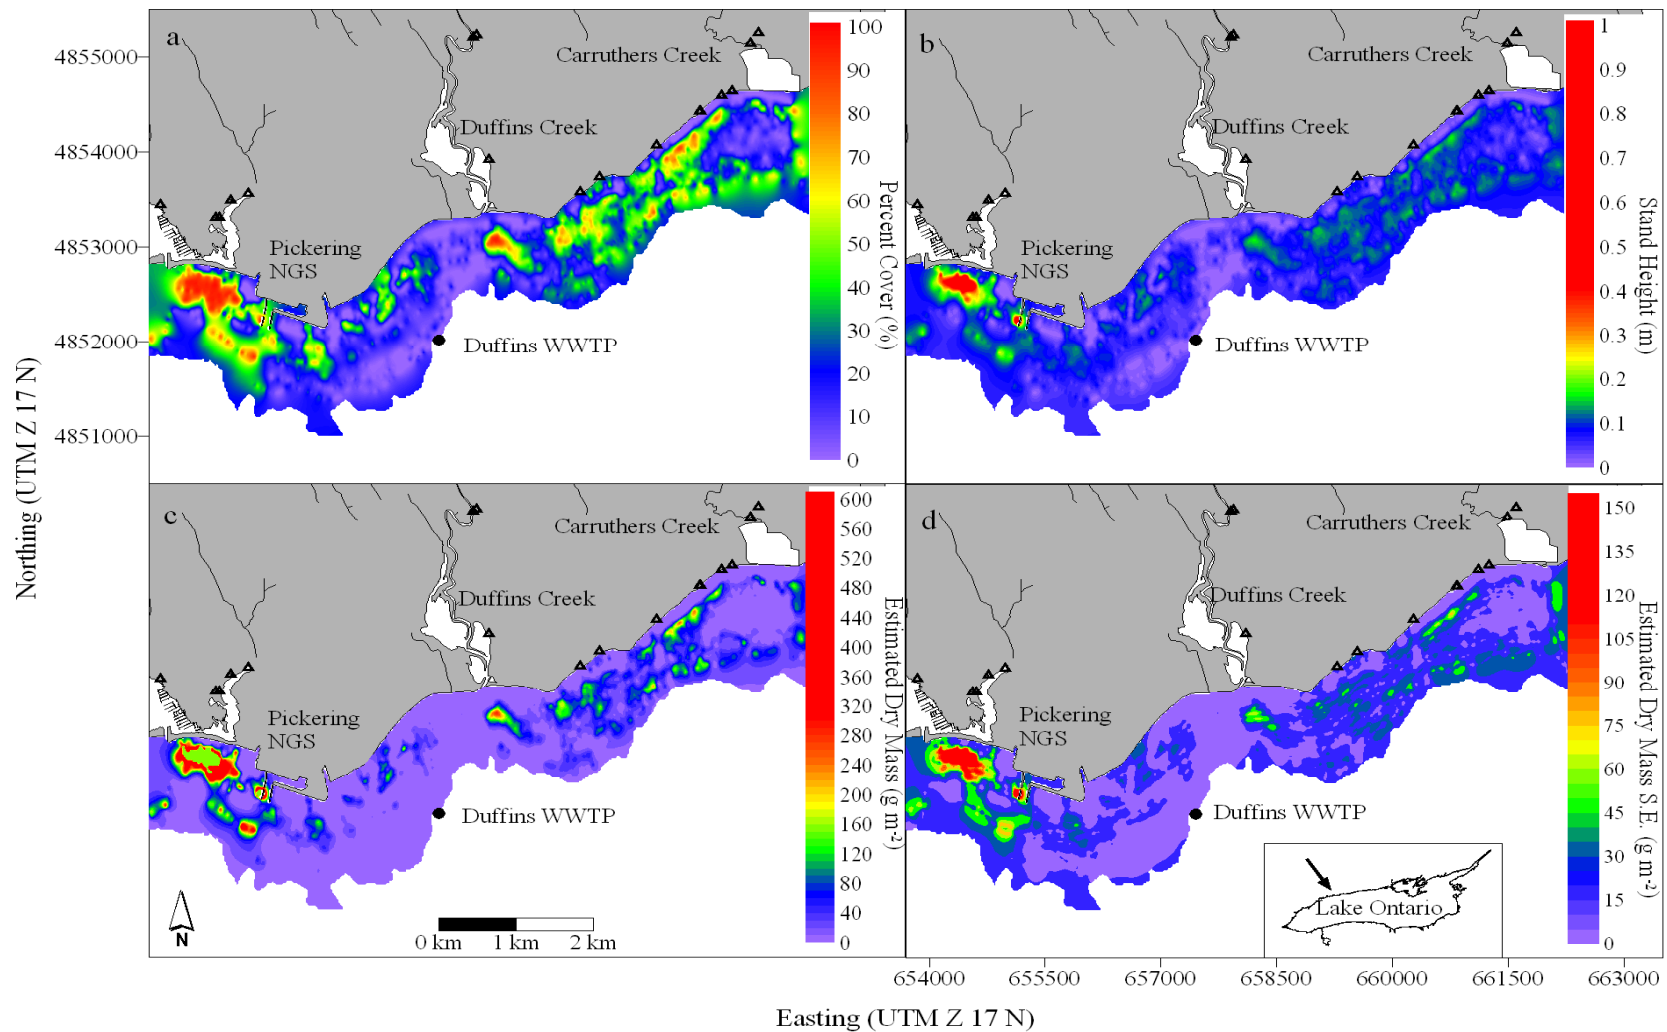 a
Carruthers Creek
Duffins Creek
Pickering
NGS
Duffins WWTP
100
90
80
70
60
50
40
30
20
10
0
Percent Cover (%)
b
Carruthers Creek
Duffins Creek
Pickering
NGS
Duffins WWTP
1
0.9
0.8
0.7
0.6
0.5
0.4
0.3
0.2
0.1
0
Stand Height (m)
4855000
4854000
4853000
4852000
4851000
Northing (UTM Z 17 N)
c
Carruthers Creek
Duffins Creek
Pickering
NGS
Duffins WWTP
N
0 km 1 km 2 km
600
560
520
480
440
400
360
320
280
240
200
160
120
80
40
0
Estimated Dry Mass (g m-2)
d
Carruthers Creek
Duffins Creek
Pickering
NGS
Duffins WWTP
Lake Ontario
150
135
120
105
90
75
60
45
30
15
0
Estimated Dry Mass S.E. (g m-2)
654000 655500 657000 658500 660000 661500 663000
Easting (UTM Z 17 N)